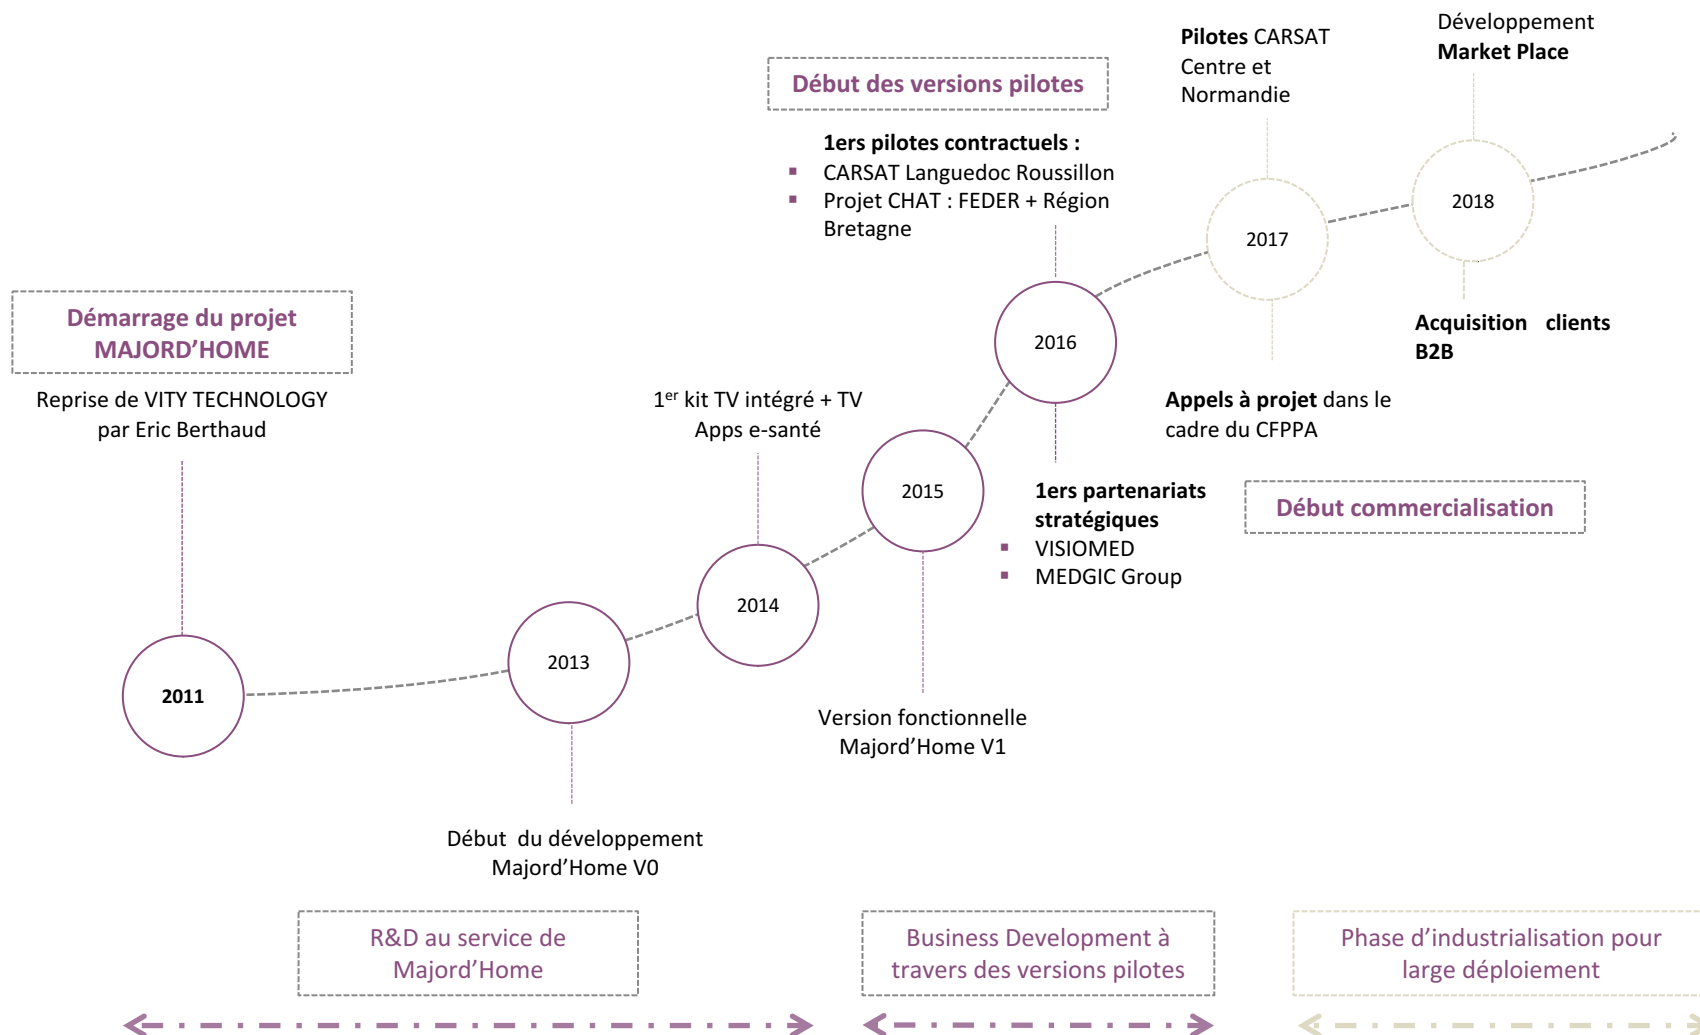 Démarrage du projet
MAJORD’HOME
Reprise de VITY TECHNOLOGY
par Eric Berthaud
2011
2013
Début  du développement
Majord’Home V0
1er kit TV intégré + TV
Apps e-santé
2014
2015
Version fonctionnelle
Majord’Home V1
Début des versions pilotes
1ers pilotes contractuels :
▪ CARSAT Languedoc Roussillon
▪ Projet CHAT : FEDER + Région
Bretagne
2016
1ers partenariats
stratégiques
▪ VISIOMED
▪ MEDGIC Group
Pilotes CARSAT
Centre et
Normandie
2017
Appels à projet dans le
cadre du CFPPA
Début commercialisation
Développement
Market Place
2018
Acquisition clients
B2B
R&D au service de
Majord’Home
Business Development à
travers des versions pilotes
Phase d’industrialisation pour
large déploiement